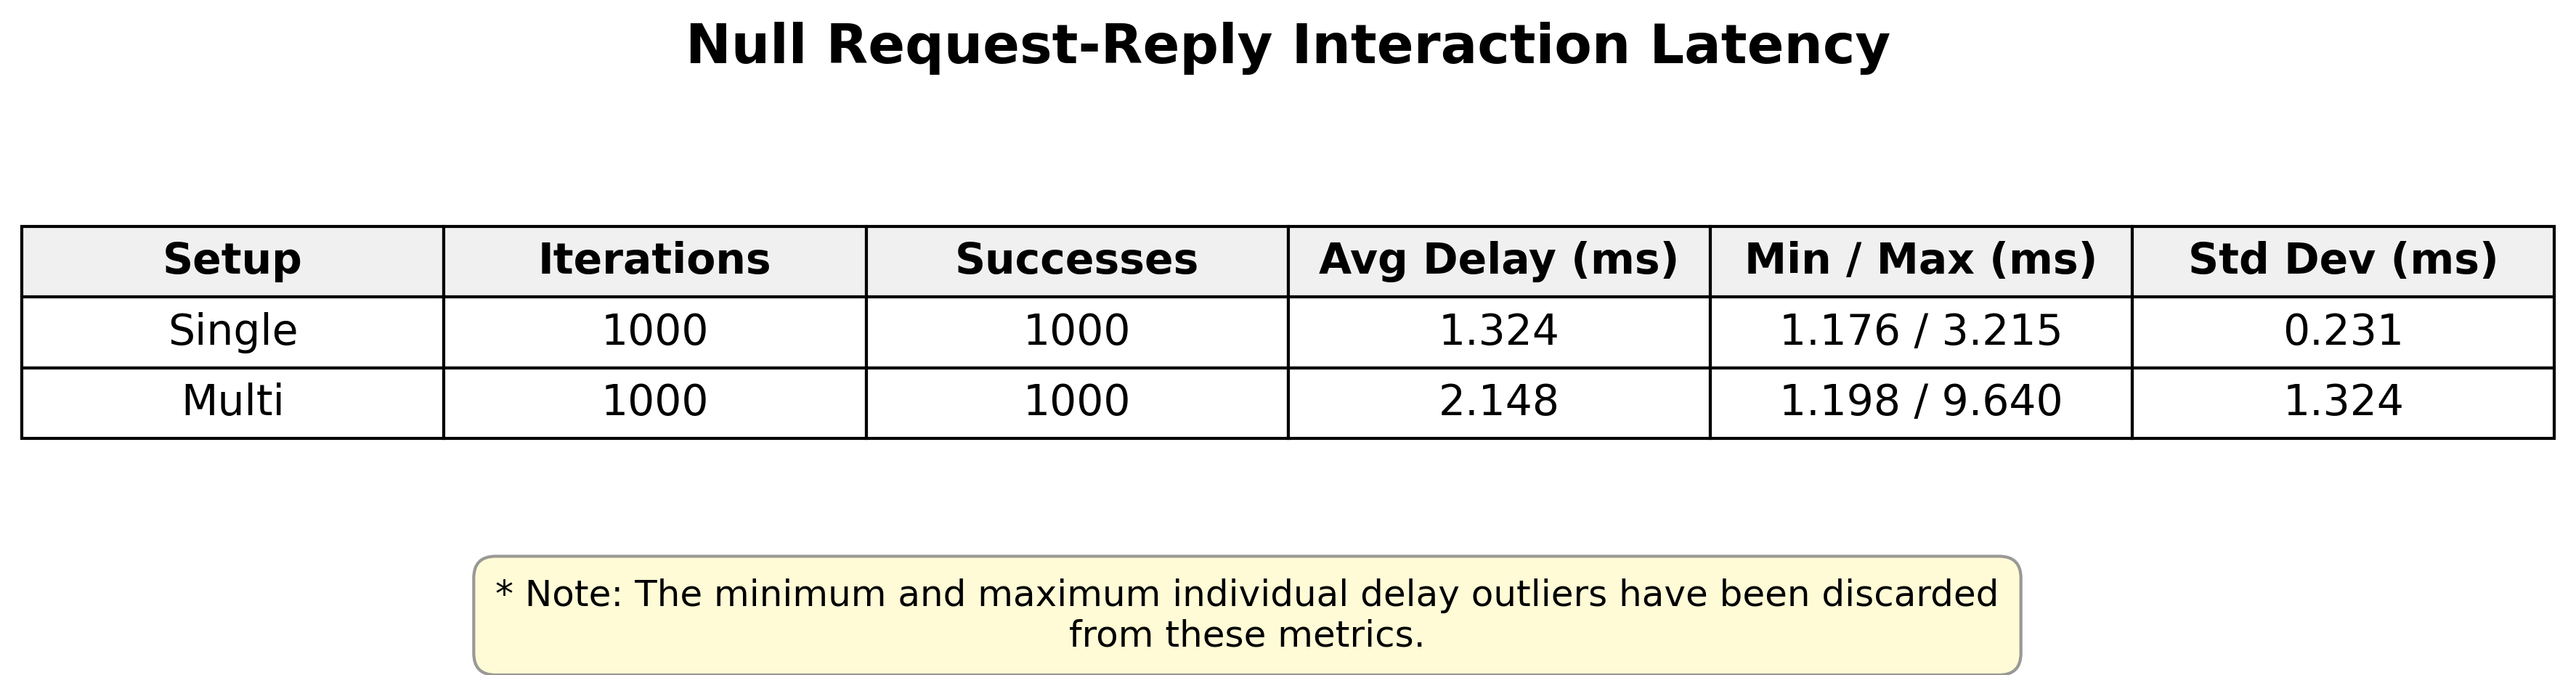 Null Request-Reply Interaction Latency
Setup Iterations Successes Avg Delay (ms) Min / Max (ms) Std Dev (ms)
Single 1000 1000 1.324 1.176 / 3.215 0.231
Multi 1000 1000 2.148 1.198 / 9.640 1.324
* Note: The minimum and maximum individual delay outliers have been discarded
from these metrics.